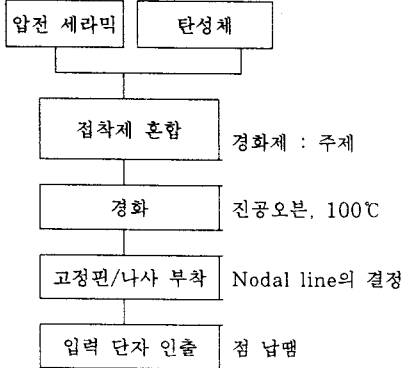 압전 세라믹
탄성체
접착제 혼합
경화제 : 주제
경화
진공오븐, 100℃
고정핀/나사 부착
Nodal line의 결정
입력 단자 인출
점 납땜